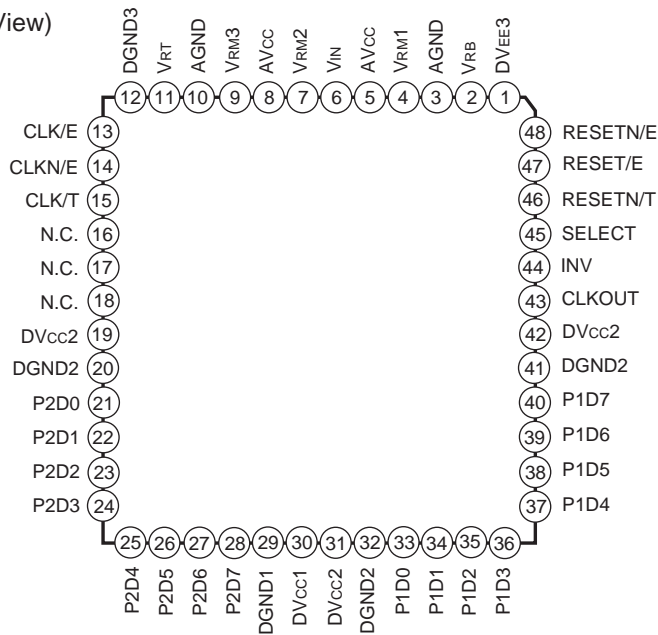 View)
DGND3
VRT
AGND
VRM3
AVCC
VRM2
VIN
AVCC
VRM1
AGND
VRB
DVEE3
12 11 10 9 8 7 6 5 4 3 2 1
CLK/E 13
CLKN/E 14
CLK/T 15
N.C. 16
N.C. 17
N.C. 18
DVCC2 19
DGND2 20
P2D0 21
P2D1 22
P2D2 23
P2D3 24
48 RESETN/E
47 RESET/E
46 RESETN/T
45 SELECT
44 INV
43 CLKOUT
42 DVCC2
41 DGND2
40 P1D7
39 P1D6
38 P1D5
37 P1D4
25 26 27 28 29 30 31 32 33 34 35 36
P2D4
P2D5
P2D6
P2D7
DGND1
DVCC1
DVCC2
DGND2
P1D0
P1D1
P1D2
P1D3